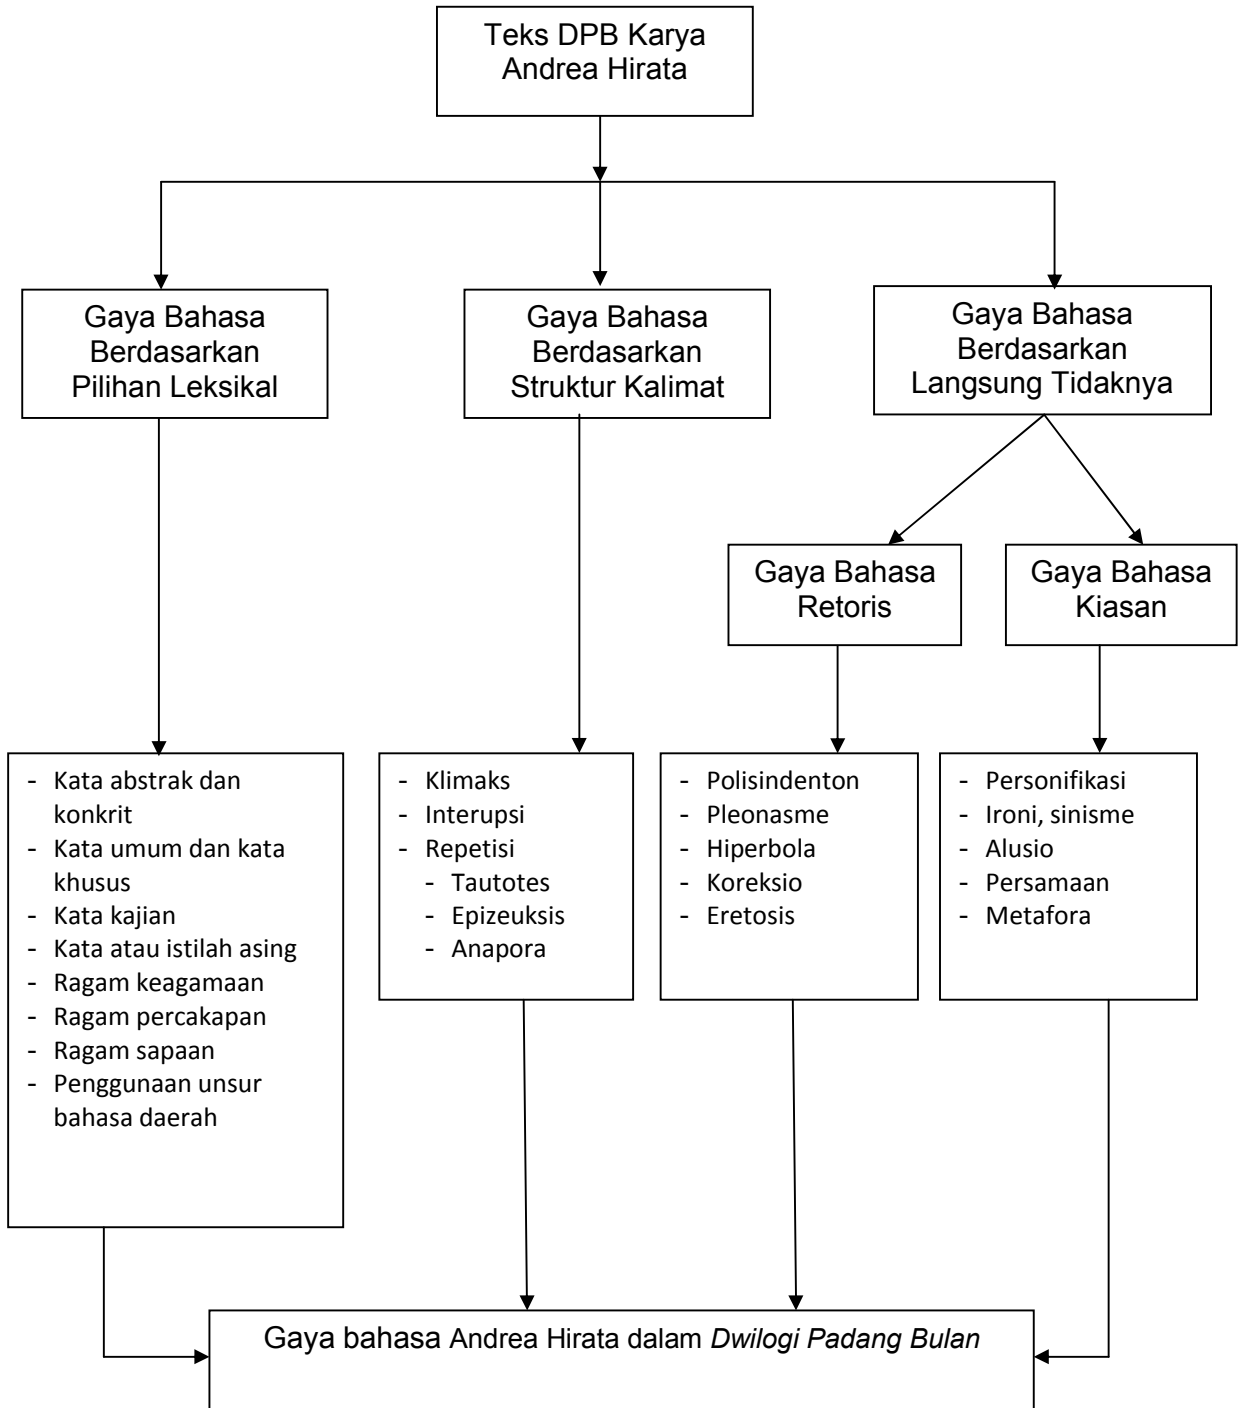 Teks DPB Karya
Andrea Hirata
Gaya Bahasa
Berdasarkan
Pilihan Leksikal
Gaya Bahasa
Berdasarkan
Struktur Kalimat
Gaya Bahasa
Berdasarkan
Langsung Tidaknya
Gaya Bahasa
Retoris
Gaya Bahasa
Kiasan
- Kata abstrak dan
konkrit
- Kata umum dan kata
khusus
- Kata kajian
- Kata atau istilah asing
- Ragam keagamaan
- Ragam percakapan
- Ragam sapaan
- Penggunaan unsur
bahasa daerah
- Klimaks
- Interupsi
- Repetisi
- Tautotes
- Epizeuksis
- Anapora
- Polisindenton
- Pleonasme
- Hiperbola
- Koreksio
- Eretosis
- Personifikasi
- Ironi, sinisme
- Alusio
- Persamaan
- Metafora
Gaya bahasa Andrea Hirata dalam Dwilogi Padang Bulan